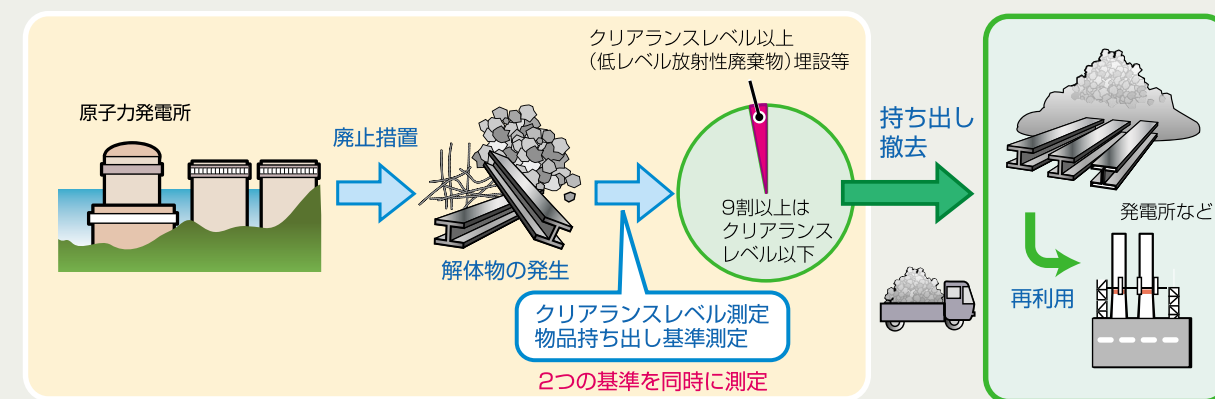 クリアランスレベル以上
（低レベル放射性廃棄物）埋設等
原子力発電所
廃止措置
持ち出し
撤去
9割以上は
クリアランス
レベル以下
解体物の発生
クリアランスレベル測定
物品持ち出し基準測定
2つの基準を同時に測定
発電所など
再利用